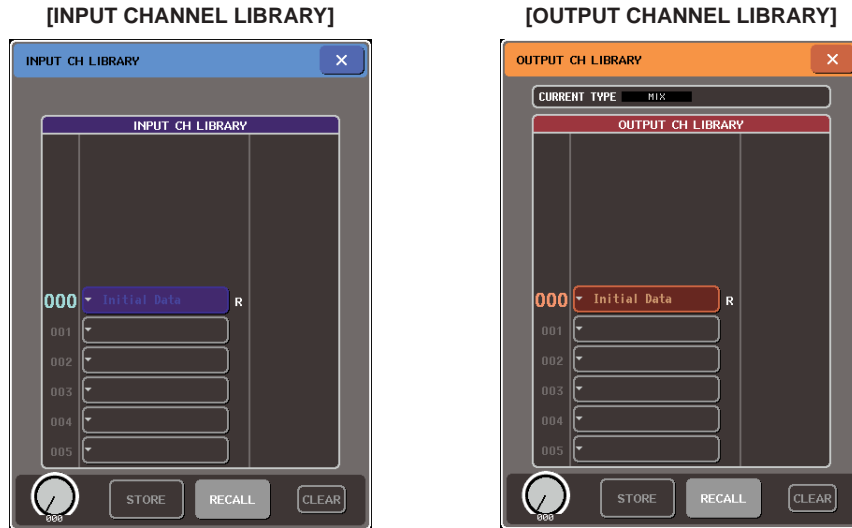 [INPUT CHANNEL LIBRARY]
INPUT CH LIBRARY
×
INPUT CH LIBRARY
000 Initial Data R
001
002
003
004
005
000
STORE RECALL CLEAR
[OUTPUT CHANNEL LIBRARY]
OUTPUT CH LIBRARY
×
CURRENT TYPE MIX
OUTPUT CH LIBRARY
000 Initial Data R
001
002
003
004
005
000
STORE RECALL CLEAR